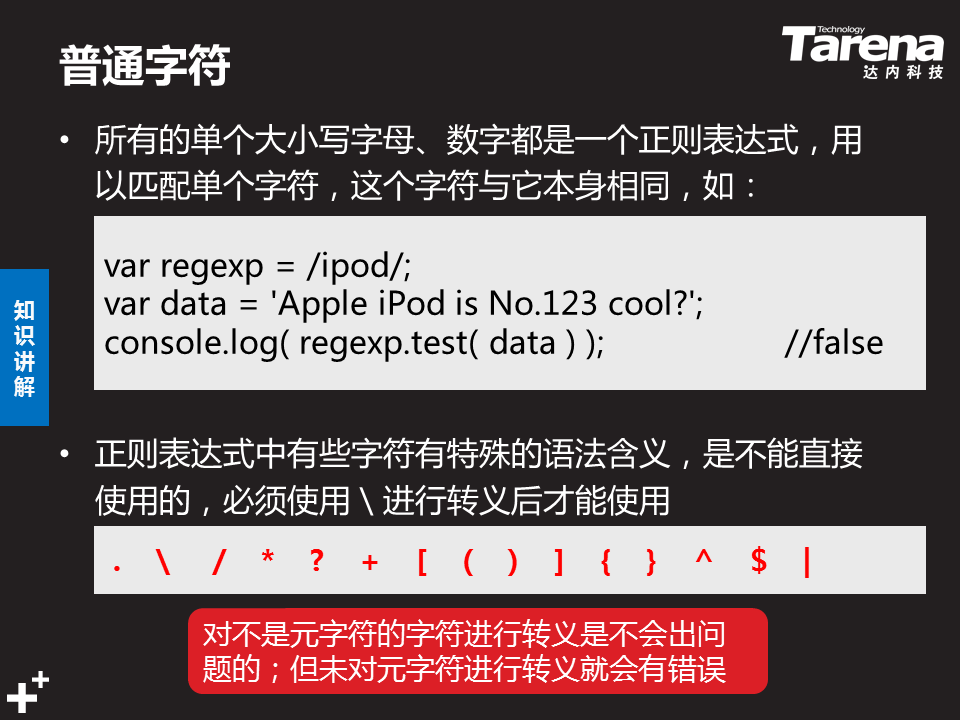 普通字符
Technology
Tarena
达内科技
• 所有的单个大小写字母、数字都是一个正则表达式，用
以匹配单个字符，这个字符与它本身相同，如：
var regexp = /ipod/;
var data = 'Apple iPod is No.123 cool?';
console.log( regexp.test( data ) ); //false
知识讲解
• 正则表达式中有些字符有特殊的语法含义，是不能直接
使用的，必须使用 \ 进行转义后才能使用
. \ / * ? + [ ( ) ] { } ^ $ |
对不是元字符的字符进行转义是不会出问
题的；但未对元字符进行转义就会有错误